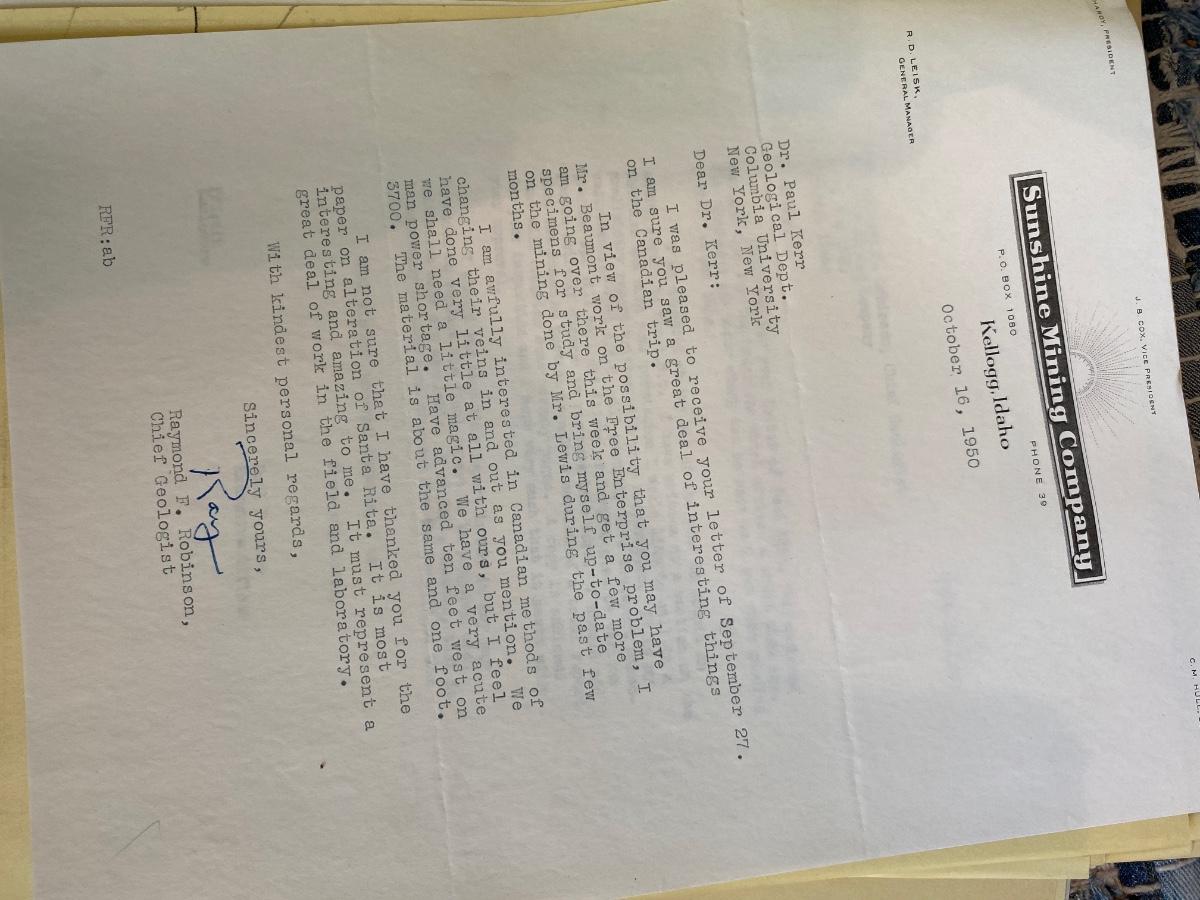 HARDY, PRESIDENT
J. B. COX, VICE PRESIDENT
C. M. HULL,
R. D. LEISK,
GENERAL MANAGER
Sunshine Mining Company
P. O. BOX 1080
PHONE 39
Kellogg, Idaho
October 16, 1950
Dr. Paul Kerr
Geological Dept.
Columbia University
New York, New York
Dear Dr. Kerr:
I was pleased to receive your letter of September 27.
I am sure you saw a great deal of interesting things
on the Canadian trip.
In view of the possibility that you may have
Mr. Beaumont work on the Free Enterprise problem, I
am going over there this week and get a few more
specimens for study and bring myself up-to-date
on the mining done by Mr. Lewis during the past few
months.
I am awfully interested in Canadian methods of
changing their veins in and out as you mention. We
have done very little at all with ours, but I feel
we shall need a little magic. We have a very acute
man power shortage. Have advanced ten feet west on
3700. The material is about the same and one foot.
I am not sure that I have thanked you for the
paper on alteration of Santa Rita. It is most
interesting and amazing to me. It must represent a
great deal of work in the field and laboratory.
With kindest personal regards,
Sincerely yours,
Ray
Raymond F. Robinson,
Chief Geologist
RFR:ab